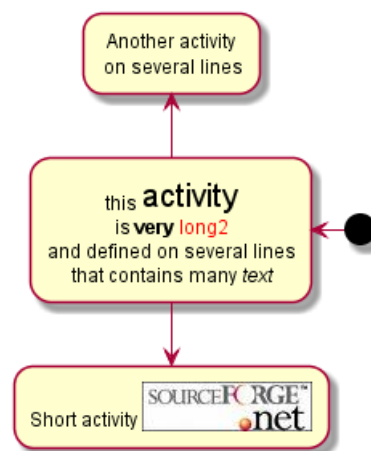 Another activity
on several lines
this activity
is very long2
and defined on several lines
that contains many text
Short activity SOURCEFORGE™
.net